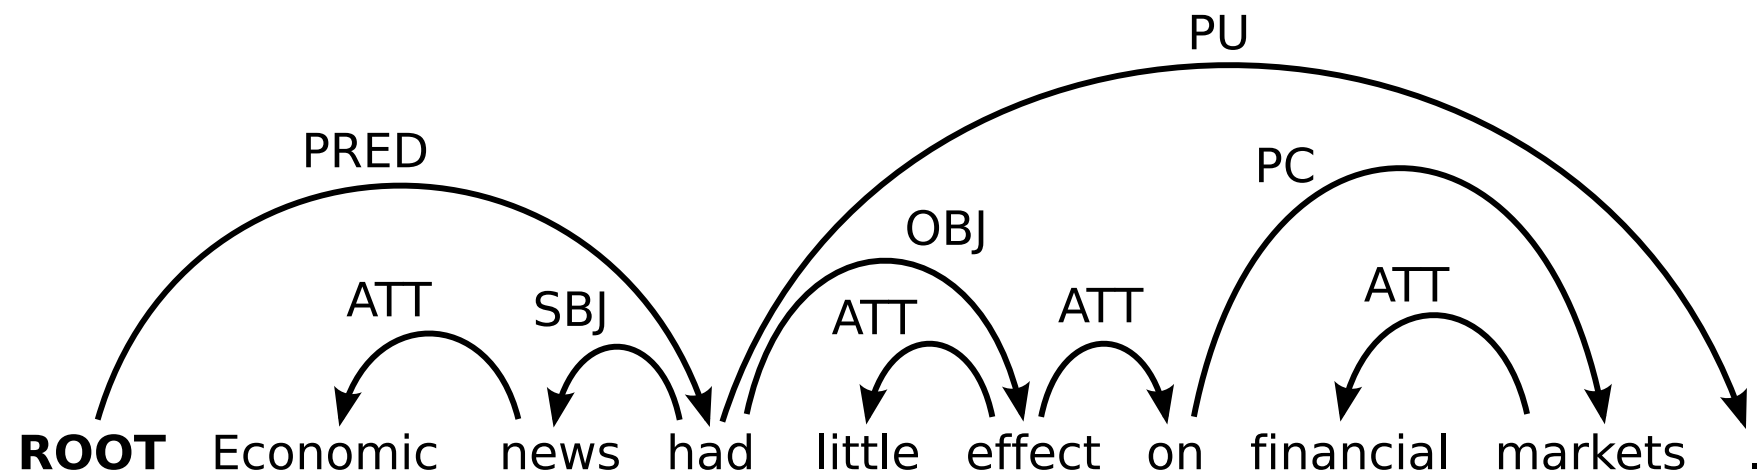 PU
PRED
PC
OBJ
ATT
SBJ
ATT
ATT
ATT
ROOT Economic news had little effect on financial markets .